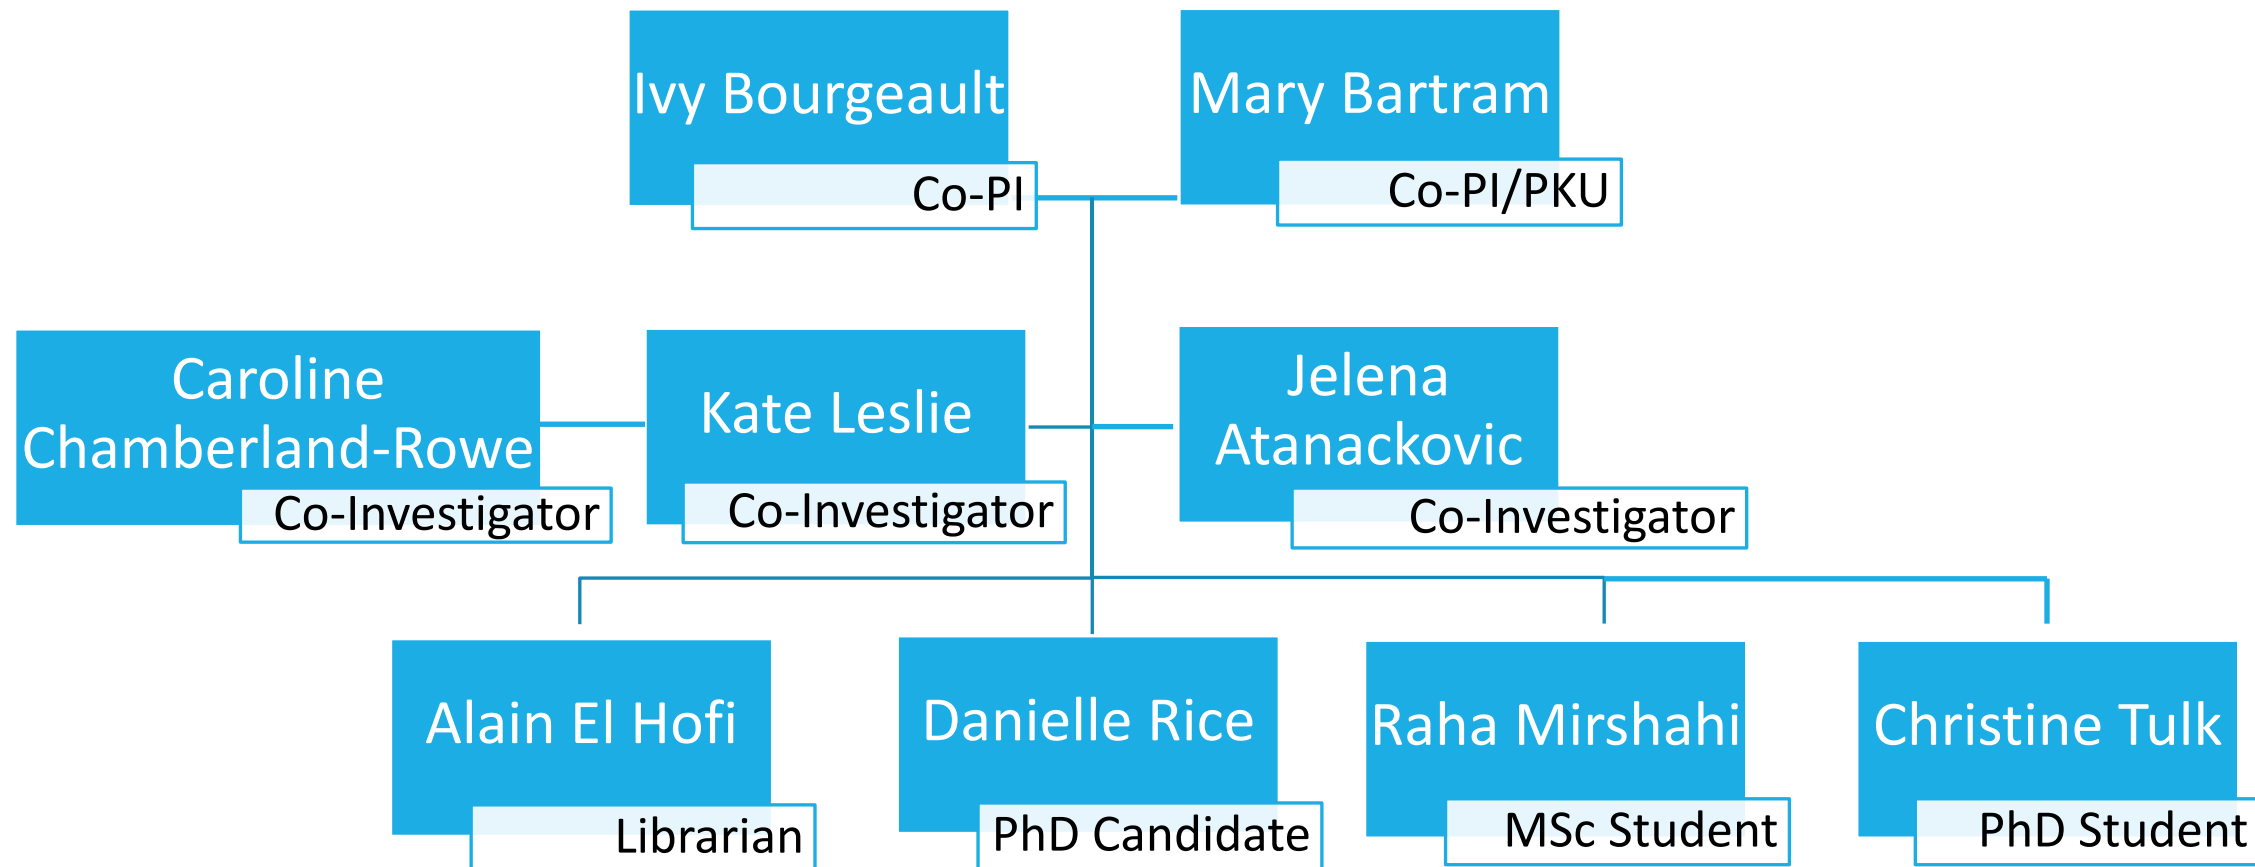 Ivy Bourgeault
Co-PI
Mary Bartram
Co-PI/PKU
Caroline
Chamberland-Rowe
Co-Investigator
Kate Leslie
Co-Investigator
Jelena
Atanackovic
Co-Investigator
Alain El Hofi
Librarian
Danielle Rice
PhD Candidate
Raha Mirshahi
MSc Student
Christine Tulk
PhD Student